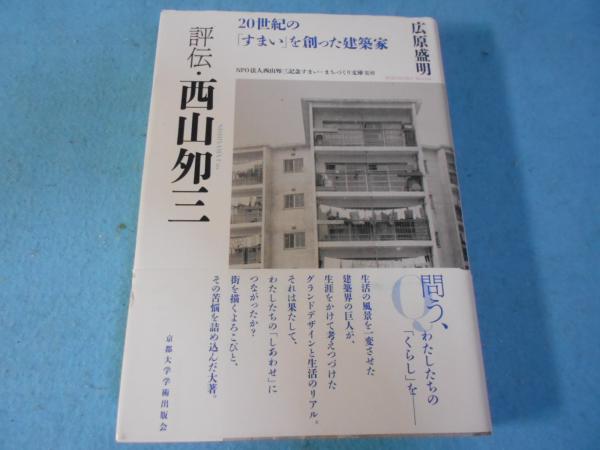 20世紀の
「すまい」を創った建築家
広原盛明
NPO法人西山夘三記念すまい・まちづくり文庫
評伝・西山夘三
問う、
わたしたちの
「くらし」を――
生活の風景を一変させた
建築界の巨人が、
生涯をかけて考えつづけた
グランドデザインと生活のリアル。
それは果たして、
わたしたちの「しあわせ」に
つながったか？
街を描くよろこびと、
その苦悩を詰め込んだ大著。
京都大学学術出版会